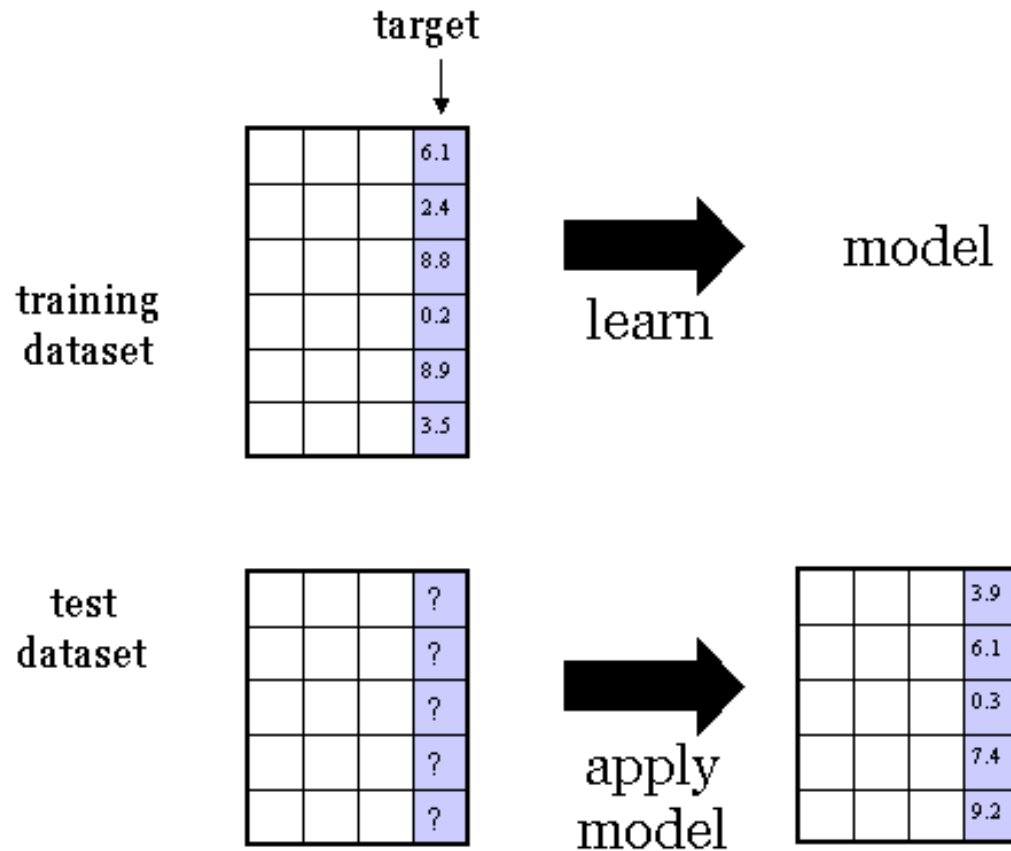 target
6.1
2.4
8.8
0.2
8.9
3.5
training
dataset
learn
model
test
dataset
?
?
?
?
?
apply
model
3.9
6.1
0.3
7.4
9.2